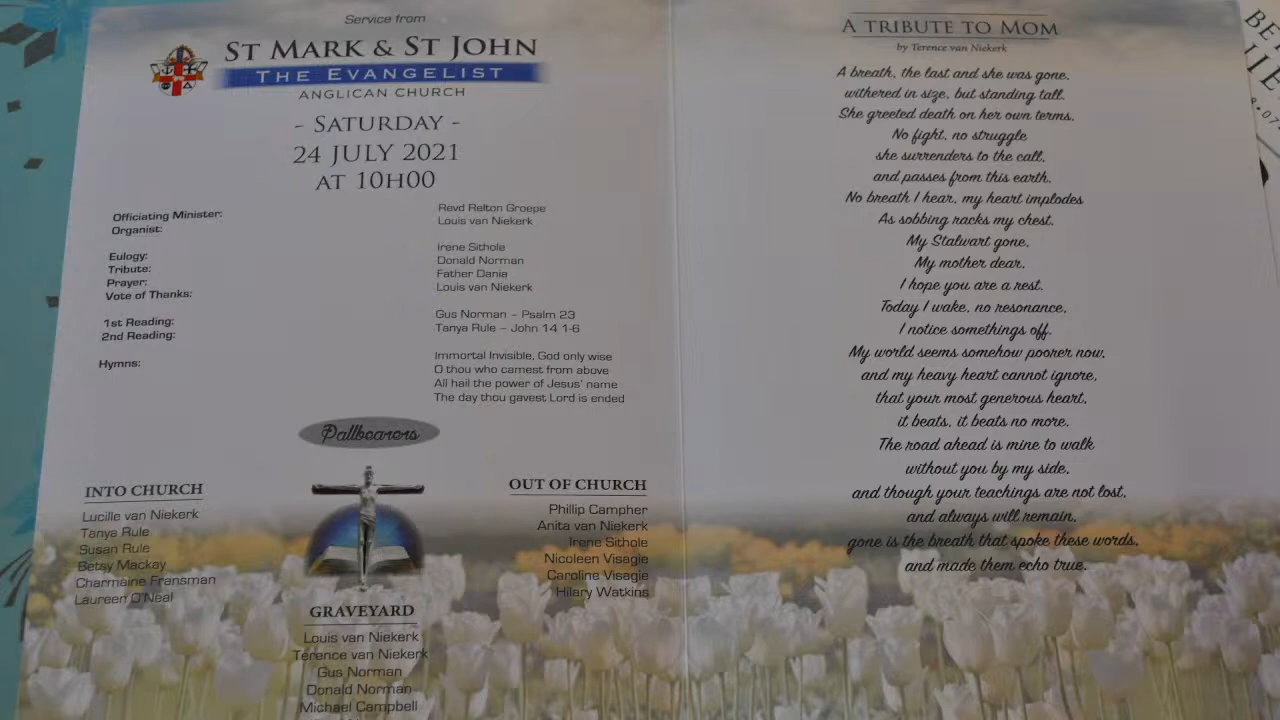 Service from
ST MARK & ST JOHN
THE EVANGELIST
ANGLICAN CHURCH
- SATURDAY -
24 JULY 2021
AT 10H00
Officiating Minister: Revd Relton Groepe
Organist: Louis van Niekerk
Eulogy: Irene Sithole
Tribute: Donald Norman
Prayer: Father Dania
Vote of Thanks: Louis van Niekerk
1st Reading: Gus Norman – Psalm 23
2nd Reading: Tanya Rule – John 14 1-6
Hymns: Immortal Invisible, God only wise
O thou who camest from above
All hail the power of Jesus' name
The day thou gavest Lord is ended
Pallbearers
INTO CHURCH
Lucille van Niekerk
Tanya Rule
Susan Rule
Betsy Mackay
Charmaine Fransman
Laureen O'Neal
OUT OF CHURCH
Phillip Campher
Anita van Niekerk
Irene Sithole
Nicoleen Visagie
Caroline Visagie
Hilary Watkins
GRAVEYARD
Louis van Niekerk
Terence van Niekerk
Gus Norman
Donald Norman
Michael Campbell
A TRIBUTE TO MOM
by Terence van Niekerk
A breath, the last and she was gone,
withered in size, but standing tall.
She greeted death on her own terms,
No fight, no struggle
she surrenders to the call,
and passes from this earth.
No breath I hear, my heart implodes
As sobbing racks my chest.
My Stalwart gone,
My mother dear,
I hope you are a rest.
Today I wake, no resonance,
I notice somethings off.
My world seems somehow poorer now,
and my heavy heart cannot ignore,
that your most generous heart,
it beats, it beats no more.
The road ahead is mine to walk
without you by my side,
and though your teachings are not lost,
and always will remain,
gone is the breath that spoke these words,
and made them echo true.